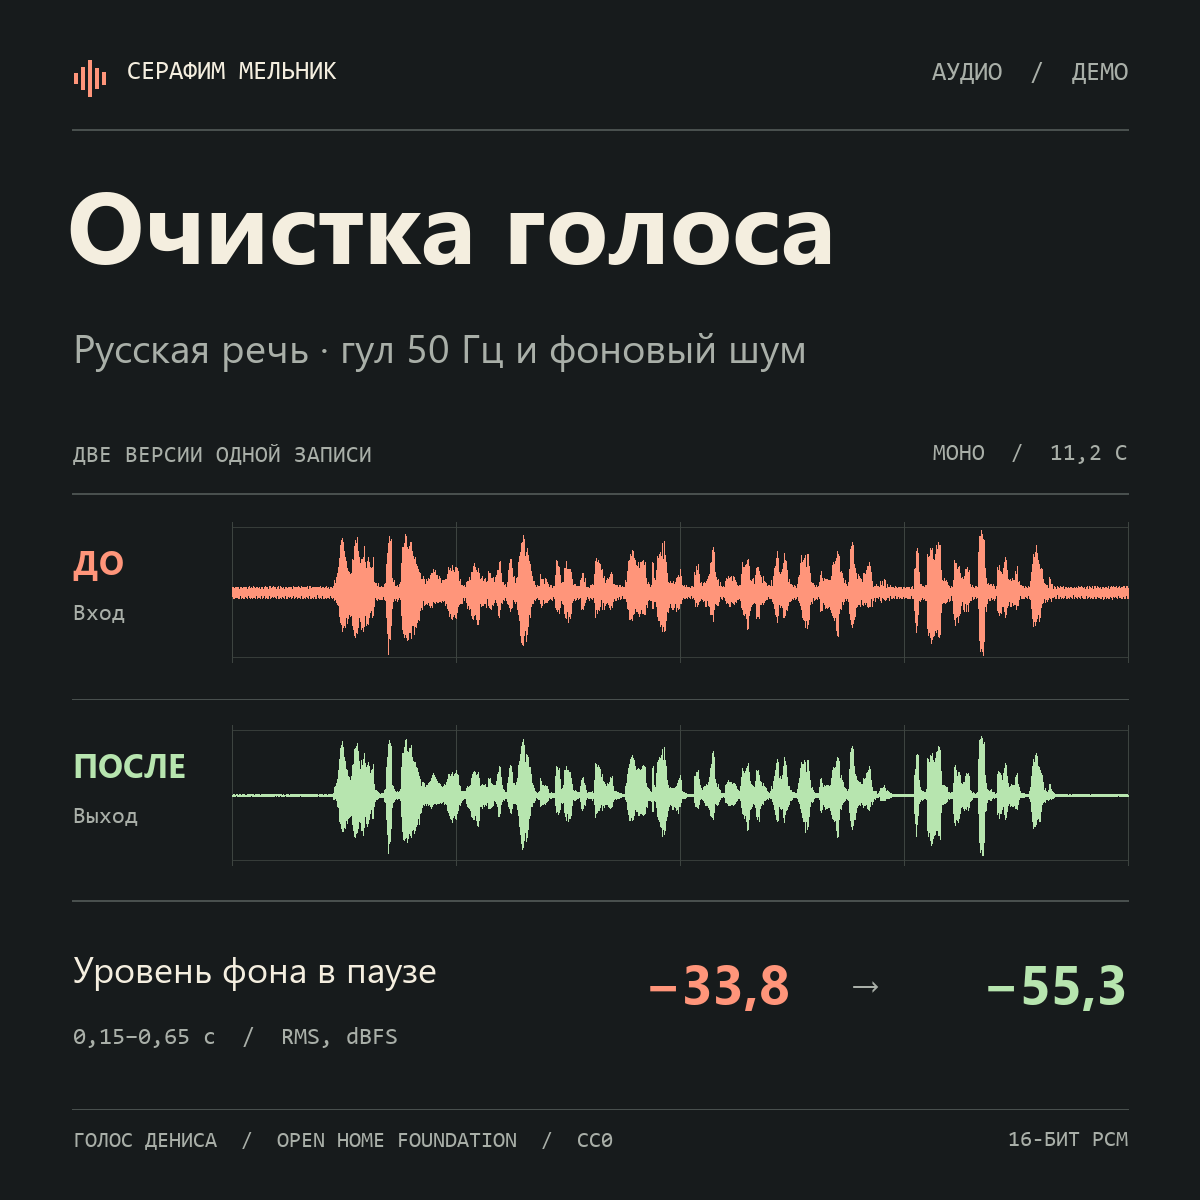 СЕРАФИМ МЕЛЬНИК
АУДИО / ДЕМО
Очистка голоса
Русская речь · гул 50 Гц и фоновый шум
ДВЕ ВЕРСИИ ОДНОЙ ЗАПИСИ
МОНО / 11,2 С
ДО
Вход
ПОСЛЕ
Выход
Уровень фона в паузе
−33,8 → −55,3
0,15–0,65 с / RMS, dBFS
ГОЛОС ДЕНИСА / OPEN HOME FOUNDATION / CC0
16-БИТ PCM